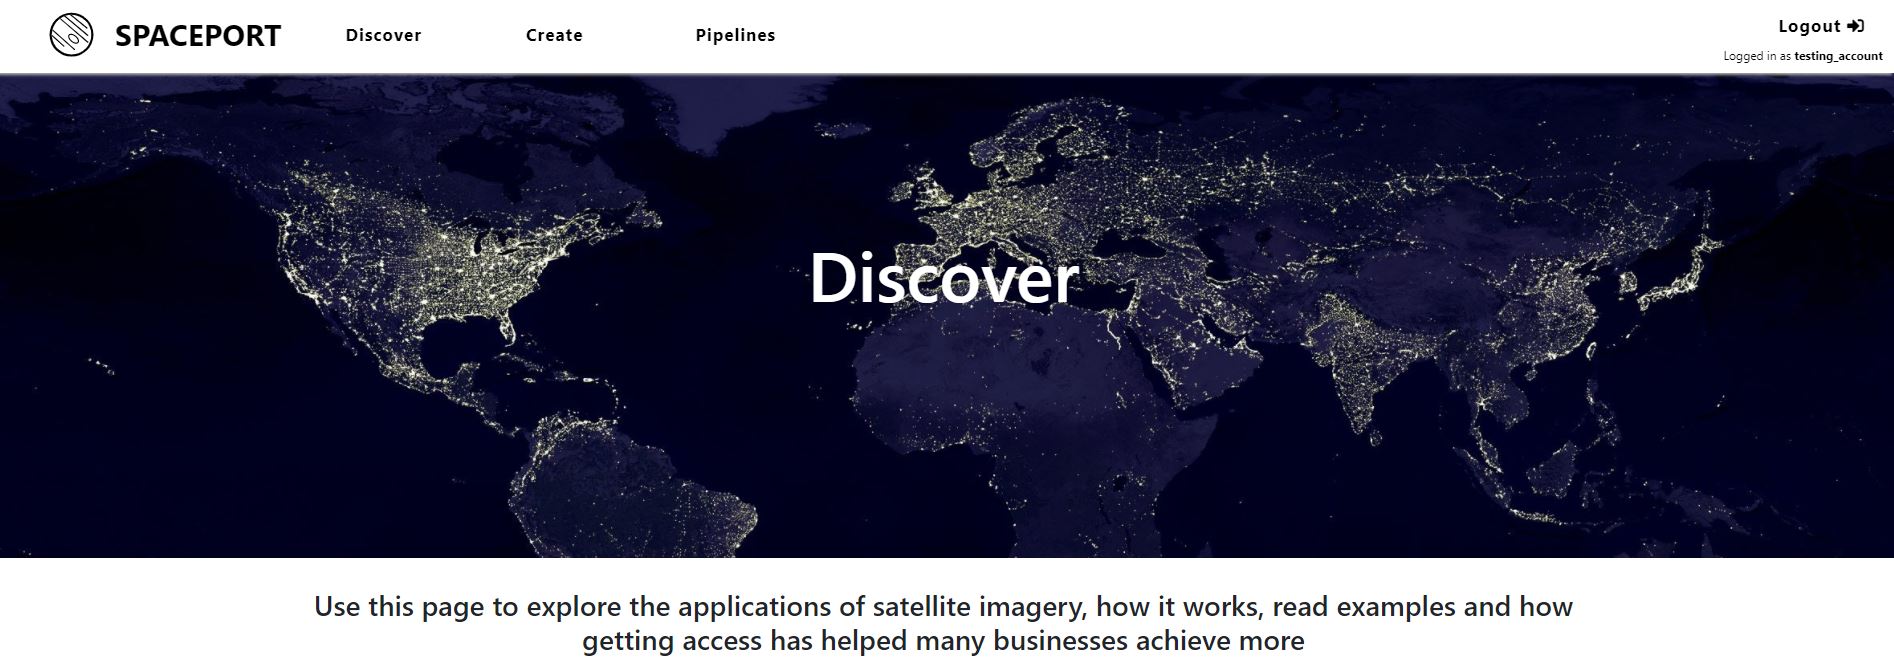 SPACEPORT
Discover
Create
Pipelines
Logout
Logged in as testing_account
Discover
Use this page to explore the applications of satellite imagery, how it works, read examples and how
getting access has helped many businesses achieve more